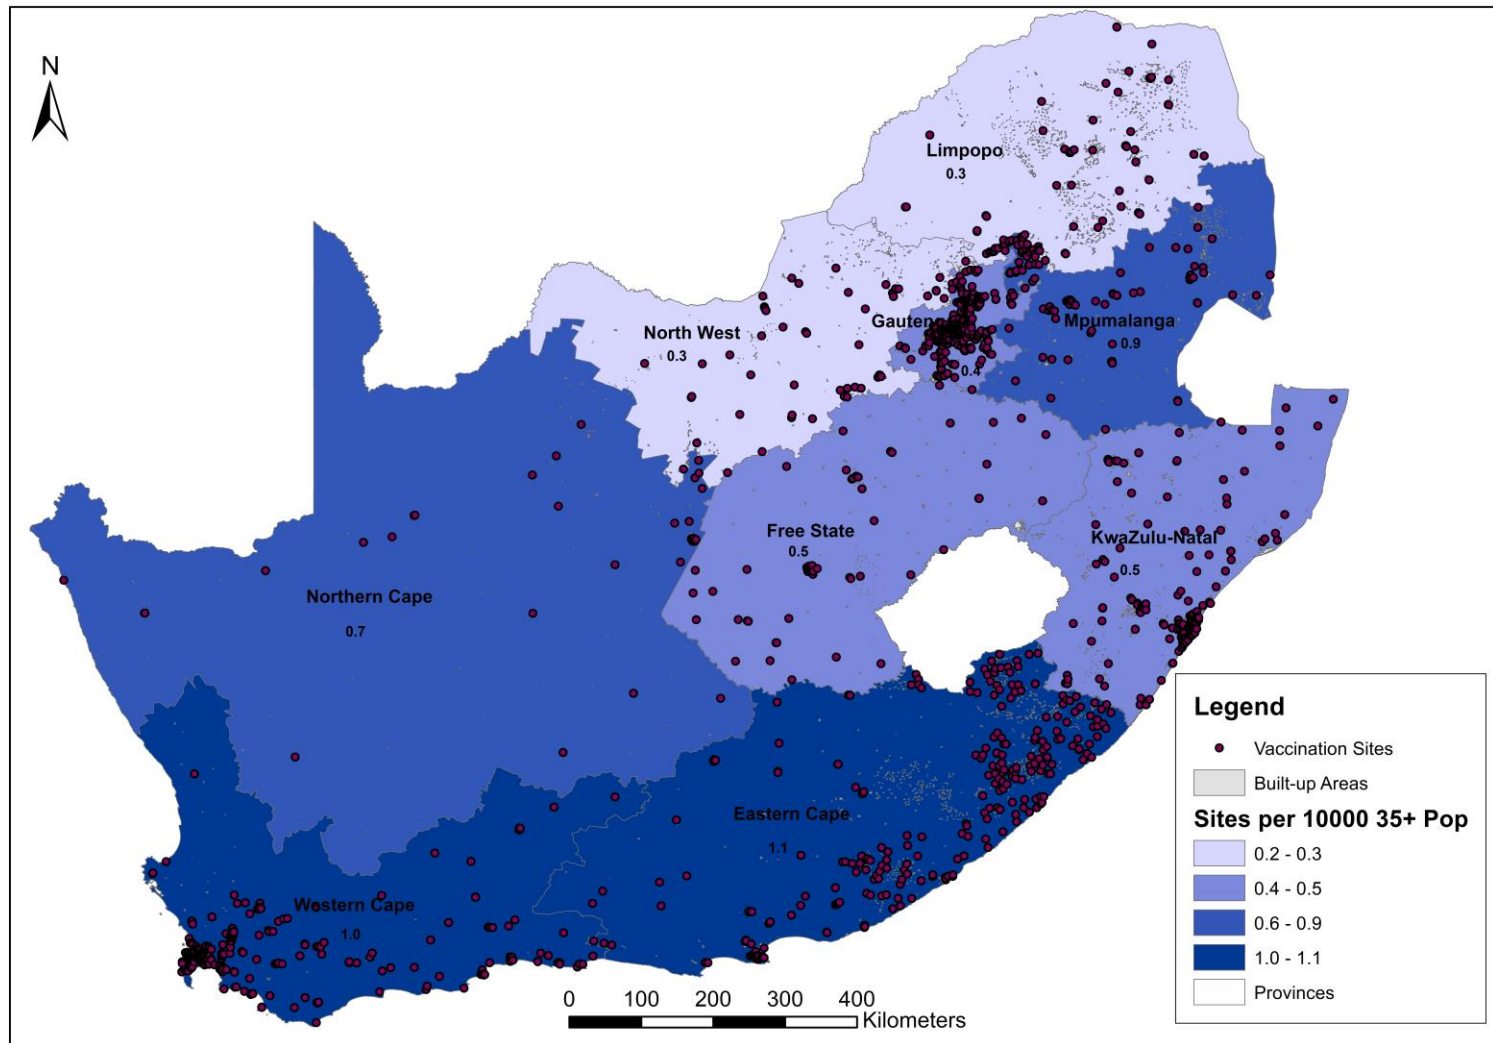 N
Limpopo
0.3
North West
0.3
Gauten
0.4
Mpumalanga
0.9
Free State
0.5
KwaZulu-Natal
0.5
Northern Cape
0.7
Eastern Cape
1.1
Western Cape
1.0
Legend
Vaccination Sites
Built-up Areas
Sites per 10000 35+ Pop
0.2 - 0.3
0.4 - 0.5
0.6 - 0.9
1.0 - 1.1
Provinces
0 100 200 300 400
Kilometers